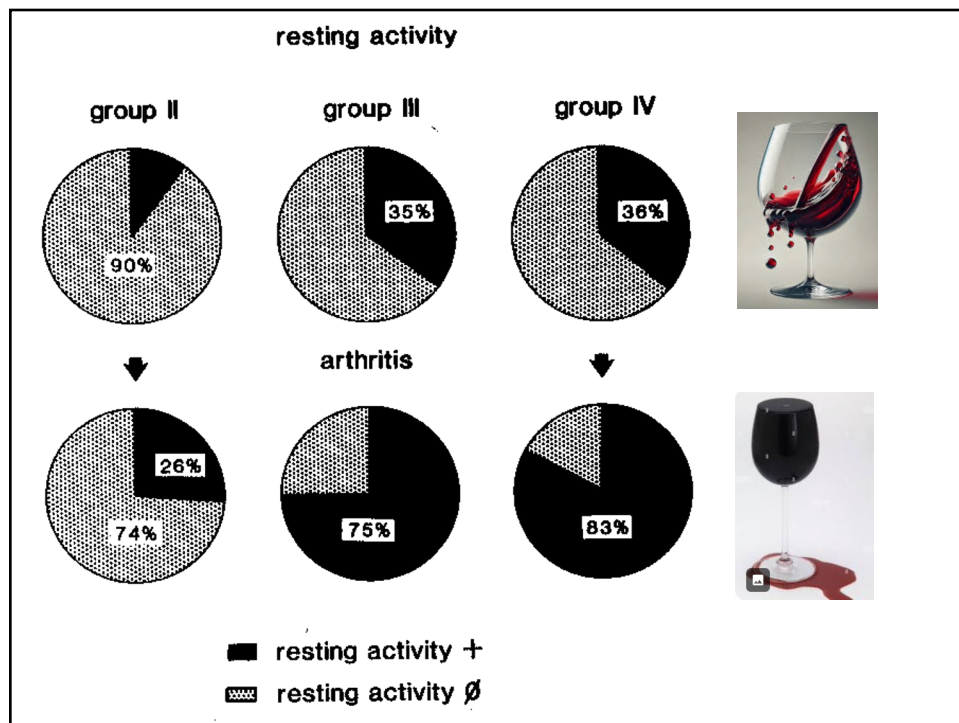 resting activity
group II group III group IV
90% 35% 36%
arthritis
26%
74% 75% 83%
resting activity +
resting activity Ø